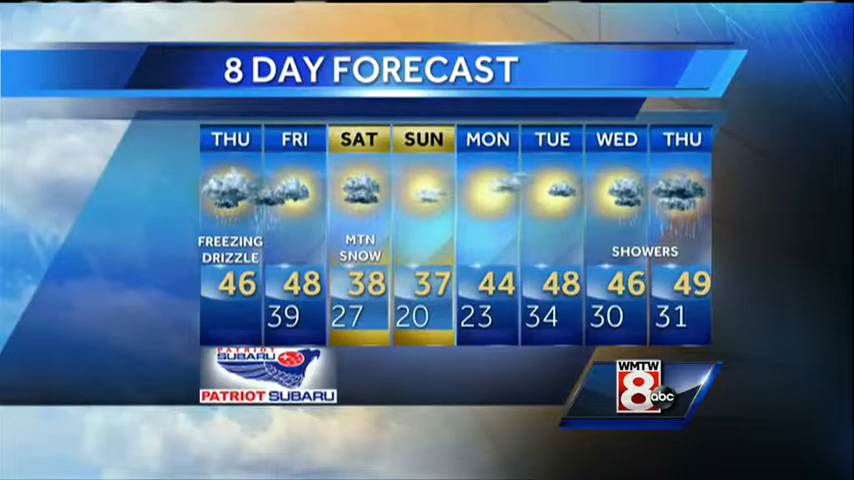 8 DAY FORECAST
THU FRI SAT SUN MON TUE WED THU
FREEZING
DRIZZLE
MTN
SNOW
SHOWERS
46 48 38 37 44 48 46 49
39 27 20 23 34 30 31
PATRIOT
SUBARU
PATRIOT SUBARU
WMTW
8
abc